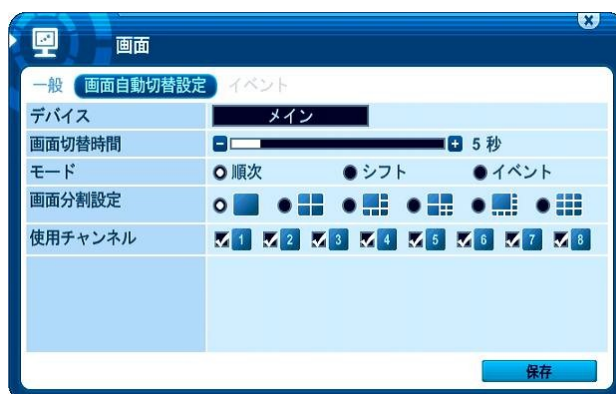 画面
一般 画面自動切替設定 イベント
デバイス メイン
画面切替時間 5 秒
モード 順次 シフト イベント
画面分割設定
使用チャンネル 1 2 3 4 5 6 7 8
保存